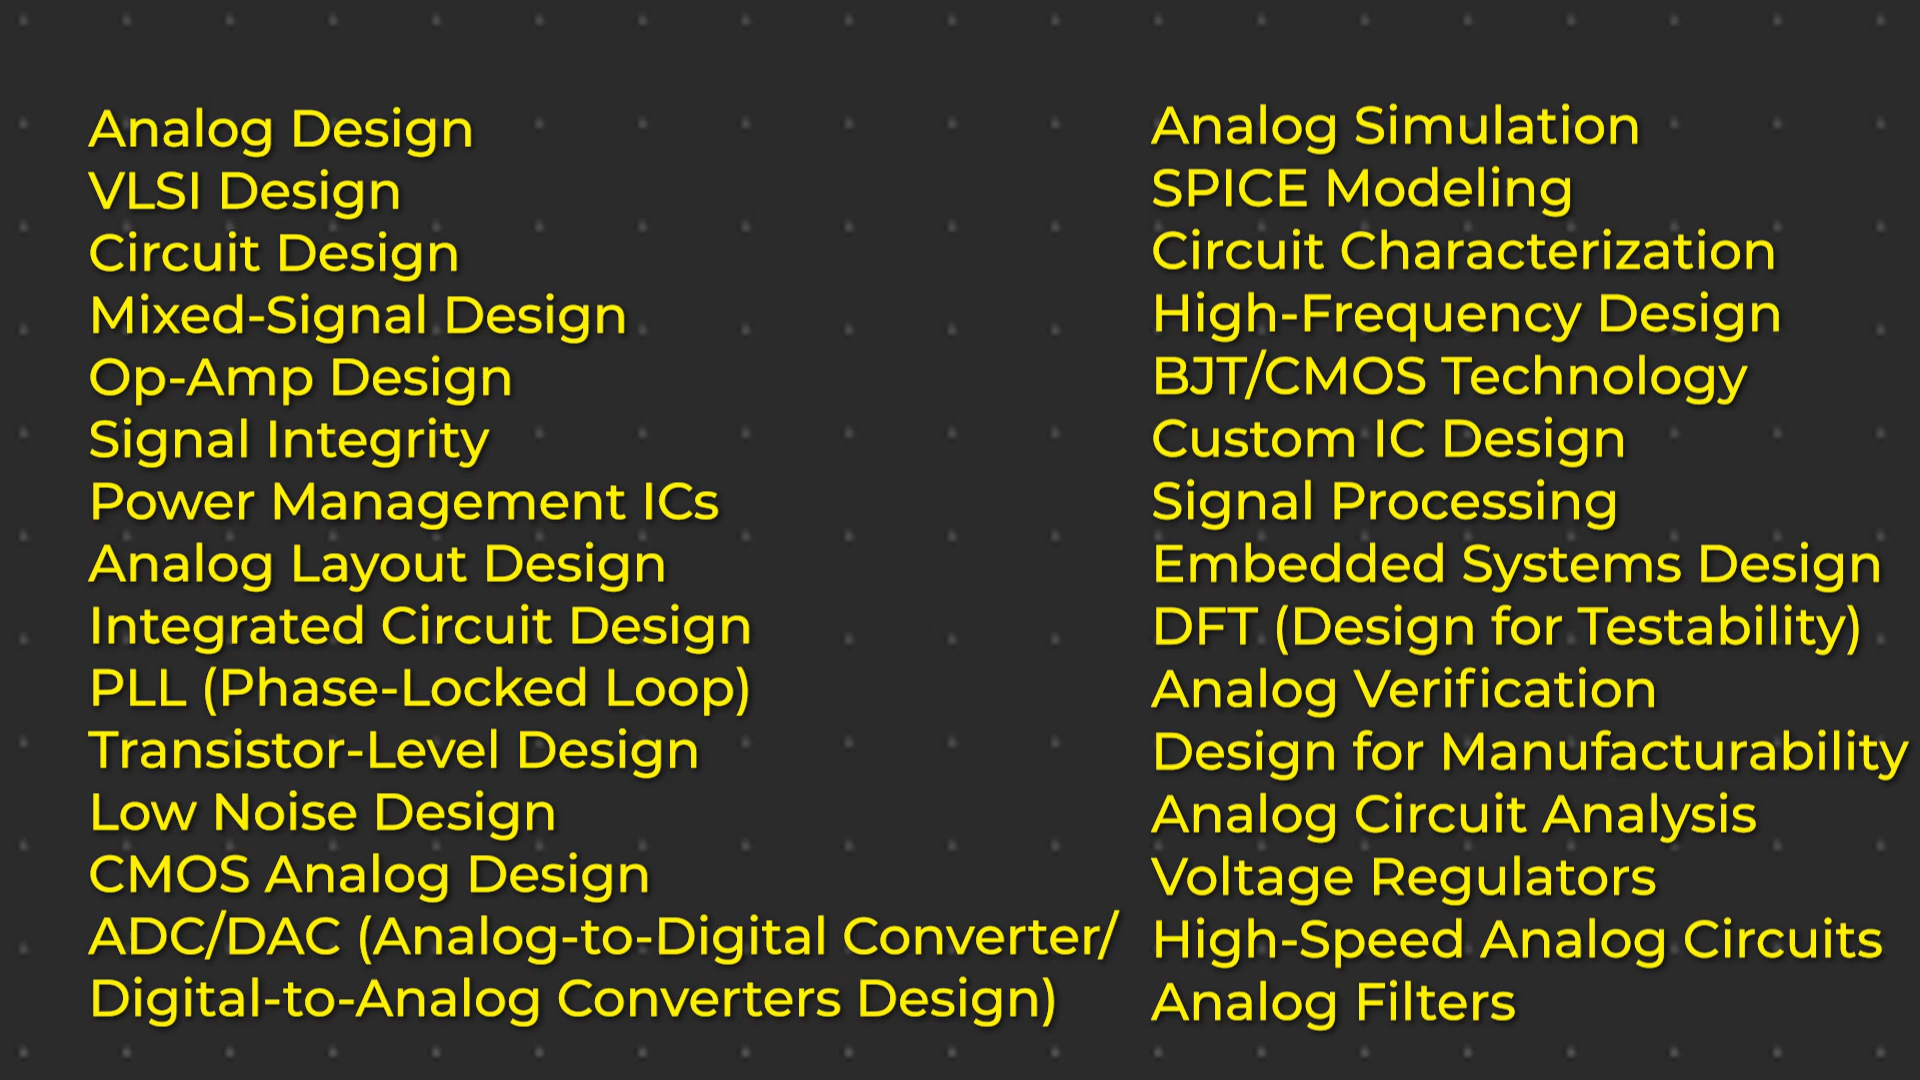 Analog Design
VLSI Design
Circuit Design
Mixed-Signal Design
Op-Amp Design
Signal Integrity
Power Management ICs
Analog Layout Design
Integrated Circuit Design
PLL (Phase-Locked Loop)
Transistor-Level Design
Low Noise Design
CMOS Analog Design
ADC/DAC (Analog-to-Digital Converter/
Digital-to-Analog Converters Design)
Analog Simulation
SPICE Modeling
Circuit Characterization
High-Frequency Design
BJT/CMOS Technology
Custom IC Design
Signal Processing
Embedded Systems Design
DFT (Design for Testability)
Analog Verification
Design for Manufacturability
Analog Circuit Analysis
Voltage Regulators
High-Speed Analog Circuits
Analog Filters